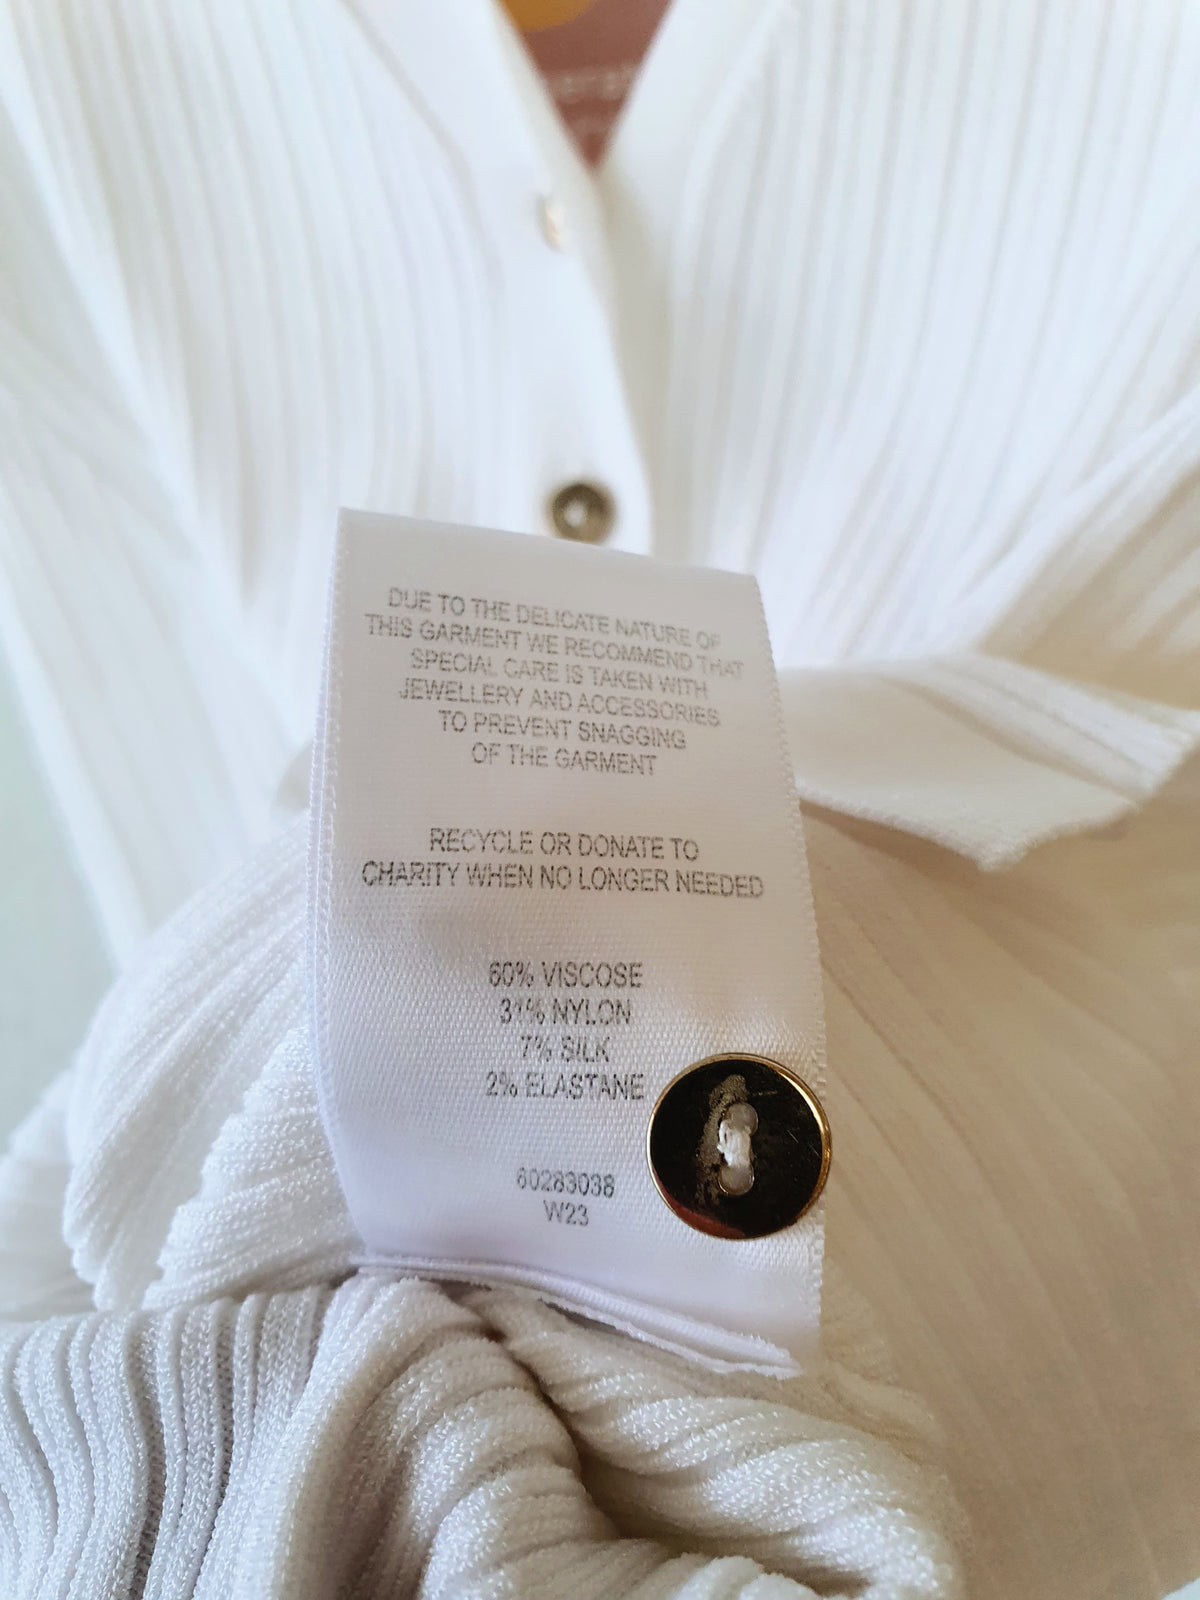 DUE TO THE DELICATE NATURE OF
THIS GARMENT WE RECOMMEND THAT
SPECIAL CARE IS TAKEN WITH
JEWELLERY AND ACCESSORIES
TO PREVENT SNAGGING
OF THE GARMENT
RECYCLE OR DONATE TO
CHARITY WHEN NO LONGER NEEDED
60% VISCOSE
31% NYLON
7% SILK
2% ELASTANE
60283038
W23